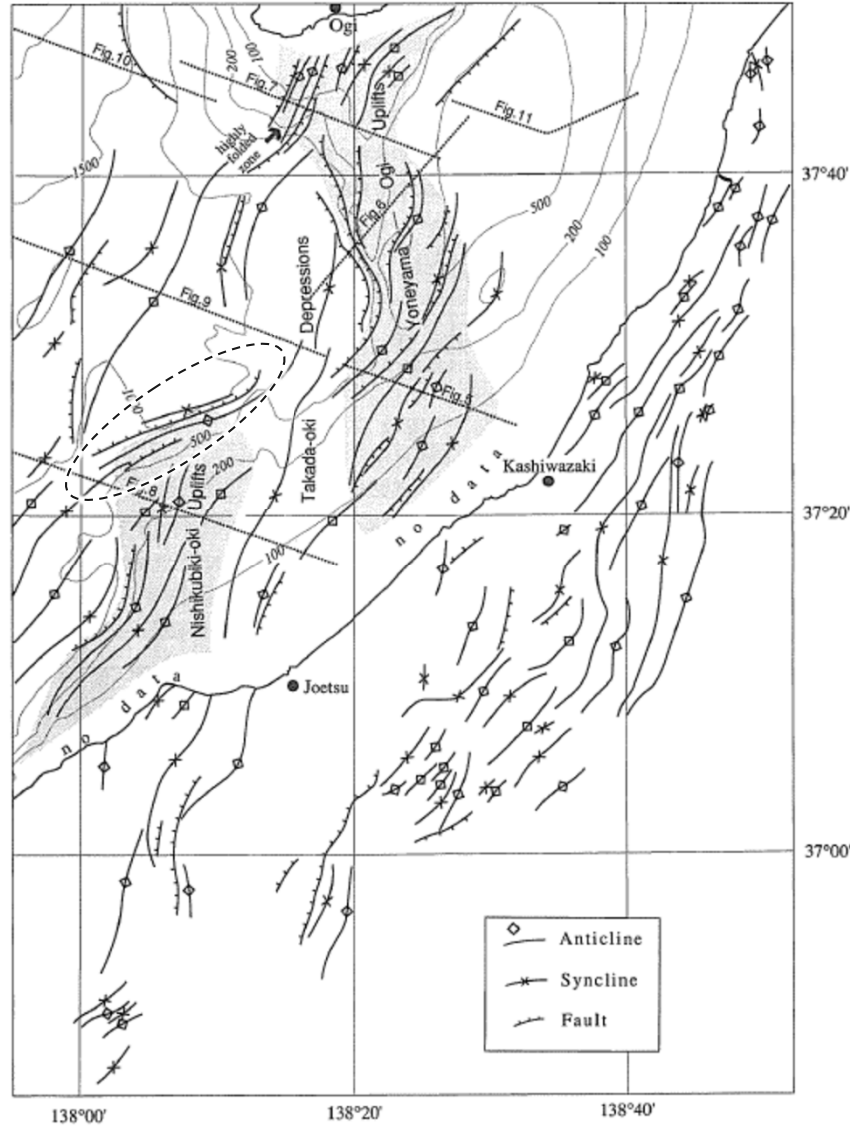 Ogi
Fig.10
200
100
Fig.7
Uplifts
Fig.11
highly
folded
zone
1500
37°40'
Ogi
500
200
100
Fig.6
Depressions
Yoneyama
Fig.9
Fig.5
500
Takada-oki
Kashiwazaki
200
no data
Fig.8
Uplifts
37°20'
100
Nishikubiki-oki
Joetsu
no data
37°00'
Anticline
Syncline
Fault
138°00'
138°20'
138°40'